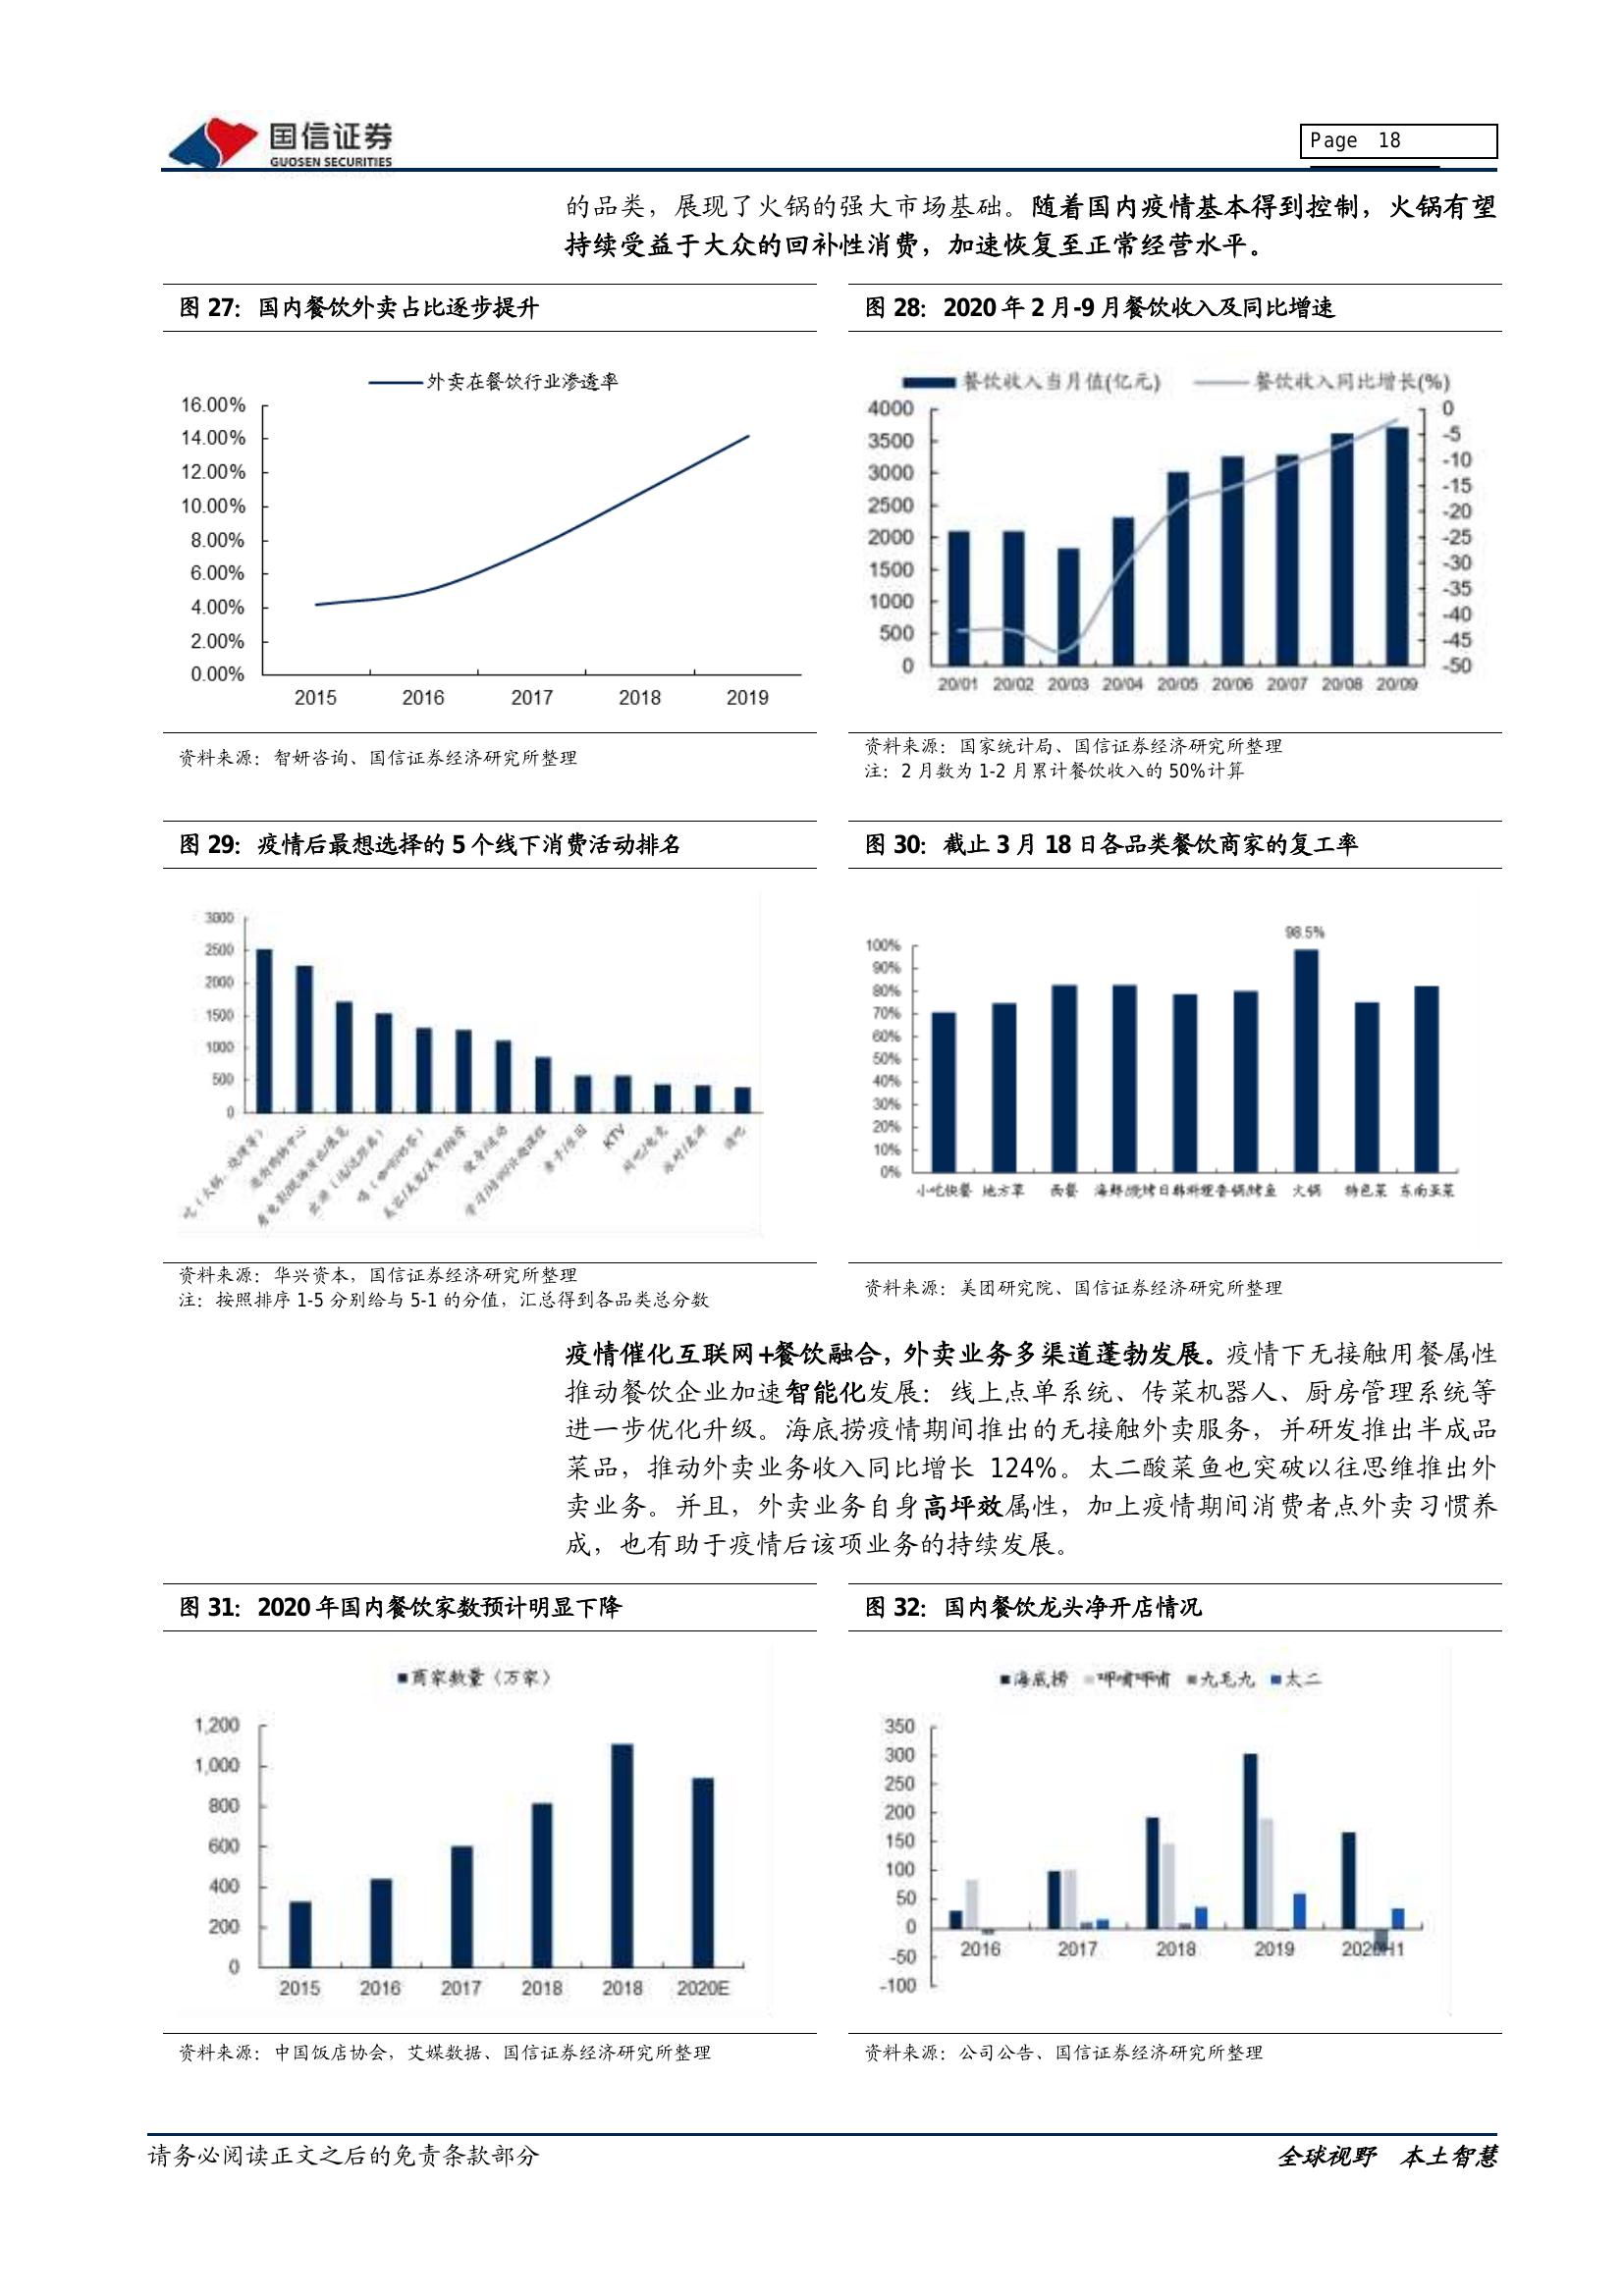 国信证券
GUOSEN SECURITIES
Page 18
的品类，展现了火锅的强大市场基础。随着国内疫情基本得到控制，火锅有望
持续受益于大众的回补性消费，加速恢复至正常经营水平。
图 27：国内餐饮外卖占比逐步提升
外卖在餐饮行业渗透率
16.00%
14.00%
12.00%
10.00%
8.00%
6.00%
4.00%
2.00%
0.00%
2015 2016 2017 2018 2019
资料来源：智妍咨询、国信证券经济研究所整理
图 28：2020 年 2 月-9 月餐饮收入及同比增速
餐饮收入当月值(亿元) 餐饮收入同比增长(%)
4000 0
3500 -5
3000 -10
2500 -15
2000 -20
1500 -25
1000 -30
500 -35
0 -40
-45
-50
20/01 20/02 20/03 20/04 20/05 20/06 20/07 20/08 20/09
资料来源：国家统计局、国信证券经济研究所整理
注：2 月数为 1-2 月累计餐饮收入的 50%计算
图 29：疫情后最想选择的 5 个线下消费活动排名
3000
2500
2000
1500
1000
500
0
吃（火锅、烧烤等）
逛街购物中心
KTV
资料来源：华兴资本，国信证券经济研究所整理
注：按照排序 1-5 分别给与 5-1 的分值，汇总得到各品类总分数
图 30：截止 3 月 18 日各品类餐饮商家的复工率
98.5%
100%
90%
80%
70%
60%
50%
40%
30%
20%
10%
0%
小吃快餐 地方菜 西餐 海鲜/烧烤 日韩料理 香锅/烤鱼 火锅 特色菜 东南亚菜
资料来源：美团研究院、国信证券经济研究所整理
疫情催化互联网+餐饮融合，外卖业务多渠道蓬勃发展。疫情下无接触用餐属性
推动餐饮企业加速智能化发展：线上点单系统、传菜机器人、厨房管理系统等
进一步优化升级。海底捞疫情期间推出的无接触外卖服务，并研发推出半成品
菜品，推动外卖业务收入同比增长 124%。太二酸菜鱼也突破以往思维推出外
卖业务。并且，外卖业务自身高坪效属性，加上疫情期间消费者点外卖习惯养
成，也有助于疫情后该项业务的持续发展。
图 31：2020 年国内餐饮家数预计明显下降
商家数量（万家）
1,200
1,000
800
600
400
200
0
2015 2016 2017 2018 2018 2020E
资料来源：中国饭店协会，艾媒数据、国信证券经济研究所整理
图 32：国内餐饮龙头净开店情况
海底捞 呷哺呷哺 九毛九 太二
350
300
250
200
150
100
50
0
-50
-100
2016 2017 2018 2019 2020H1
资料来源：公司公告、国信证券经济研究所整理
请务必阅读正文之后的免责条款部分
全球视野 本土智慧